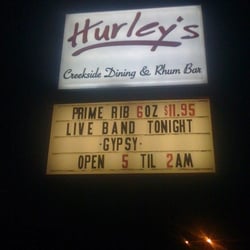 Hurley's
Creekside Dining & Rhum Bar
PRIME RIB 6OZ $11.95
LIVE BAND TONIGHT
-GYPSY-
OPEN 5 TIL 2AM